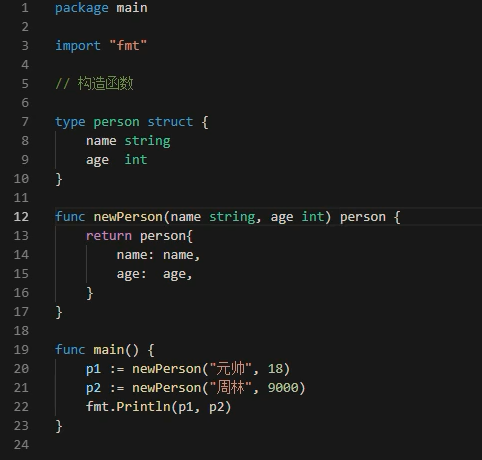 1 package main
2
3 import "fmt"
4
5 // 构造函数
6
7 type person struct {
8     name string
9     age  int
10 }
11
12 func newPerson(name string, age int) person {
13     return person{
14         name: name,
15         age:  age,
16     }
17 }
18
19 func main() {
20     p1 := newPerson("元帅", 18)
21     p2 := newPerson("周林", 9000)
22     fmt.Println(p1, p2)
23 }
24